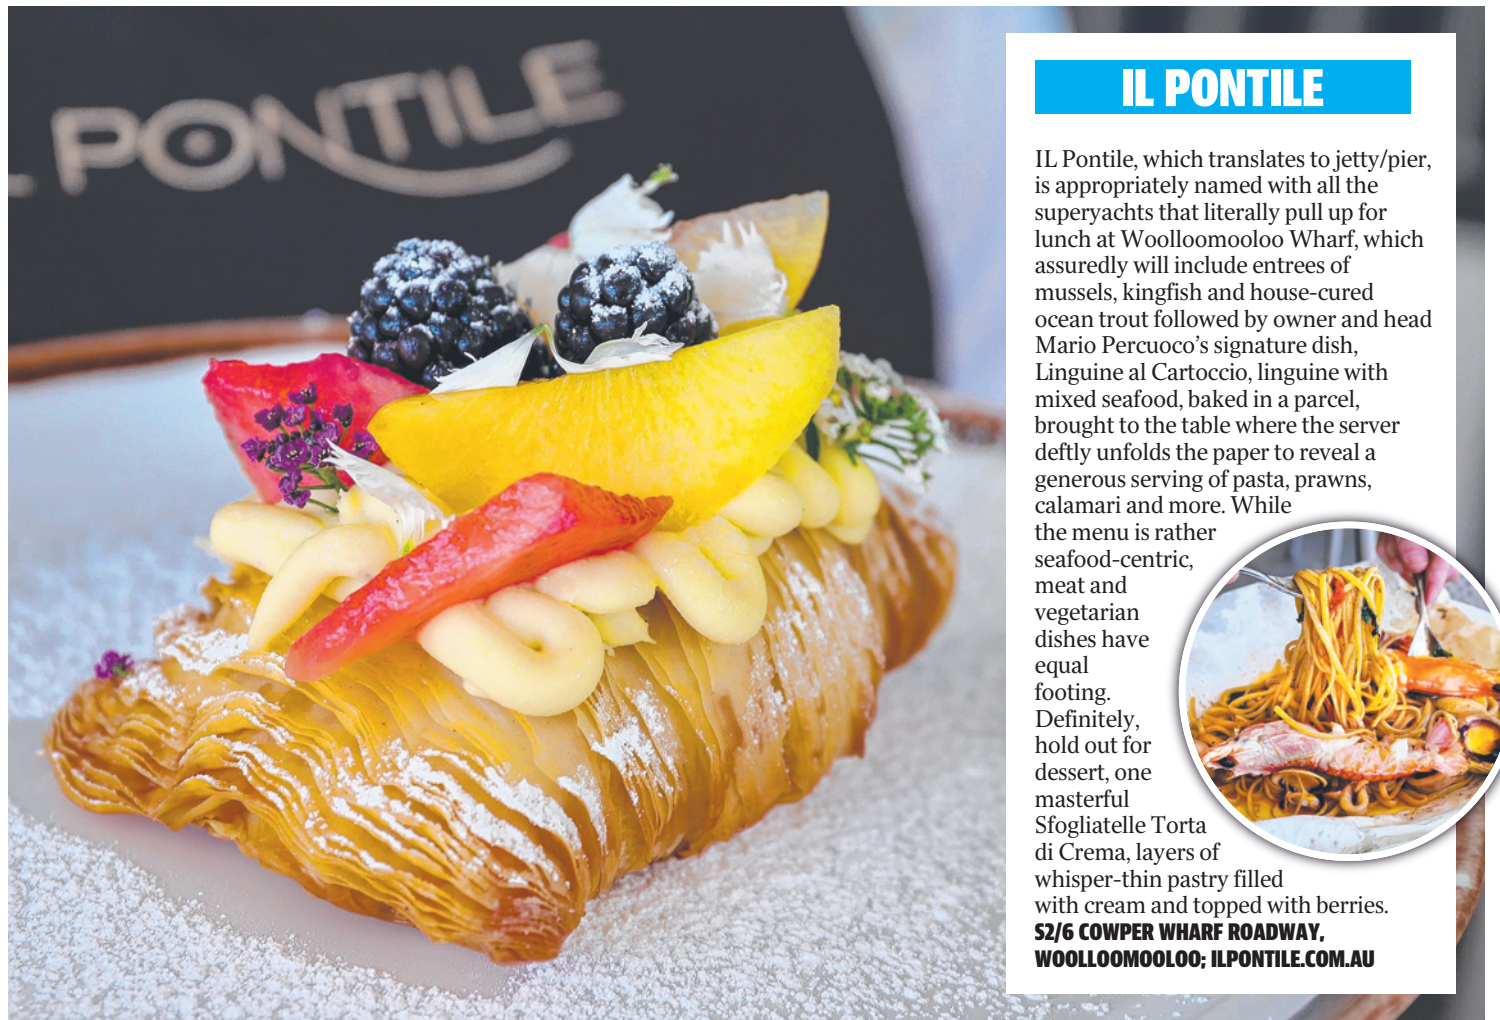 PONTILE
IL PONTILE
IL Pontile, which translates to jetty/pier,
is appropriately named with all the
superyachts that literally pull up for
lunch at Woolloomooloo Wharf, which
assuredly will include entrees of
mussels, kingfish and house-cured
ocean trout followed by owner and head
Mario Percuoco’s signature dish,
Linguine al Cartoccio, linguine with
mixed seafood, baked in a parcel,
brought to the table where the server
deftly unfolds the paper to reveal a
generous serving of pasta, prawns,
calamari and more. While
the menu is rather
seafood-centric,
meat and
vegetarian
dishes have
equal
footing.
Definitely,
hold out for
dessert, one
masterful
Sfogliatelle Torta
di Crema, layers of
whisper-thin pastry filled
with cream and topped with berries.
S2/6 COWPER WHARF ROADWAY,
WOOLLOOMOOLOO; ILPONTILE.COM.AU